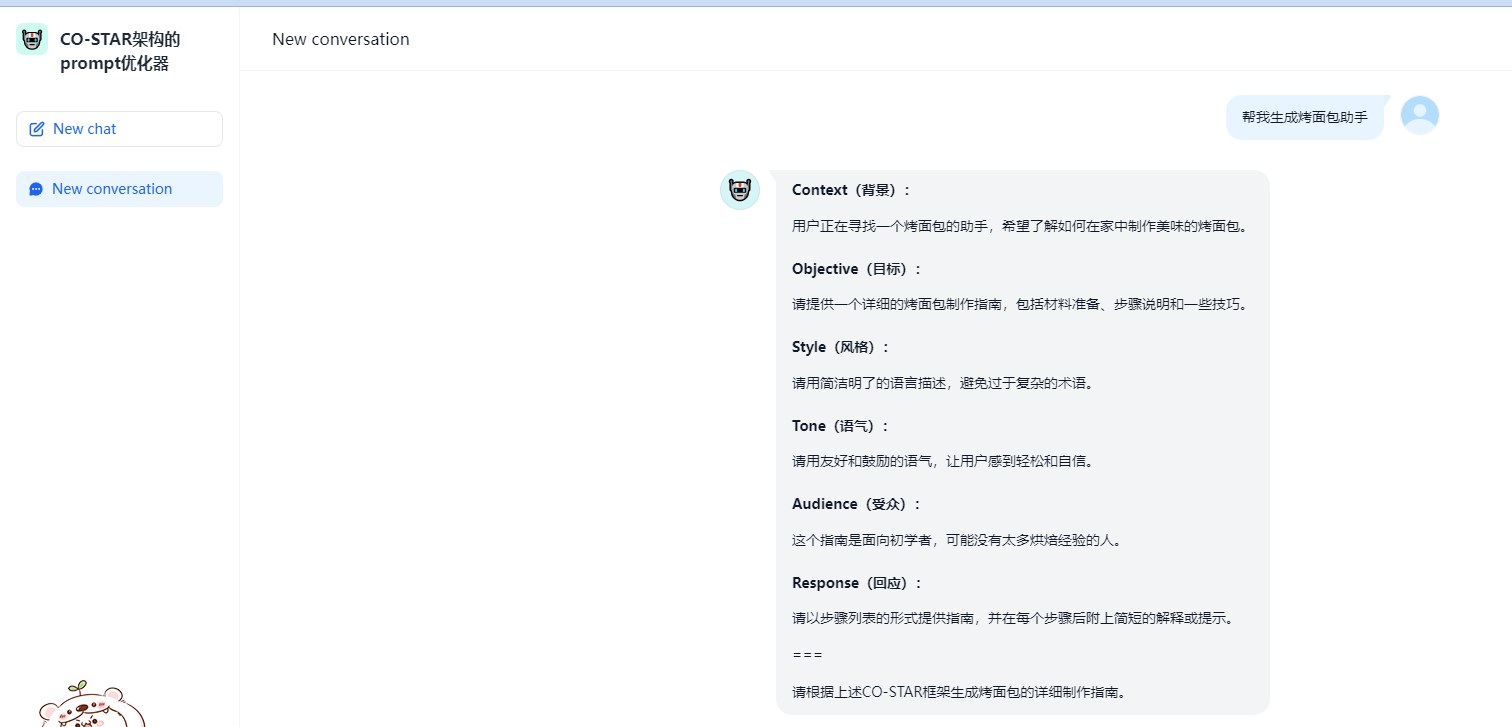 CO-STAR架构的
prompt优化器
New chat
New conversation
New conversation
帮我生成烤面包助手
Context（背景）：
用户正在寻找一个烤面包的助手，希望了解如何在家中制作美味的烤面包。
Objective（目标）：
请提供一个详细的烤面包制作指南，包括材料准备、步骤说明和一些技巧。
Style（风格）：
请用简洁明了的语言描述，避免过于复杂的术语。
Tone（语气）：
请用友好和鼓励的语气，让用户感到轻松和自信。
Audience（受众）：
这个指南是面向初学者，可能没有太多烘焙经验的人。
Response（回应）：
请以步骤列表的形式提供指南，并在每个步骤后附上简短的解释或提示。
===
请根据上述CO-STAR框架生成烤面包的详细制作指南。